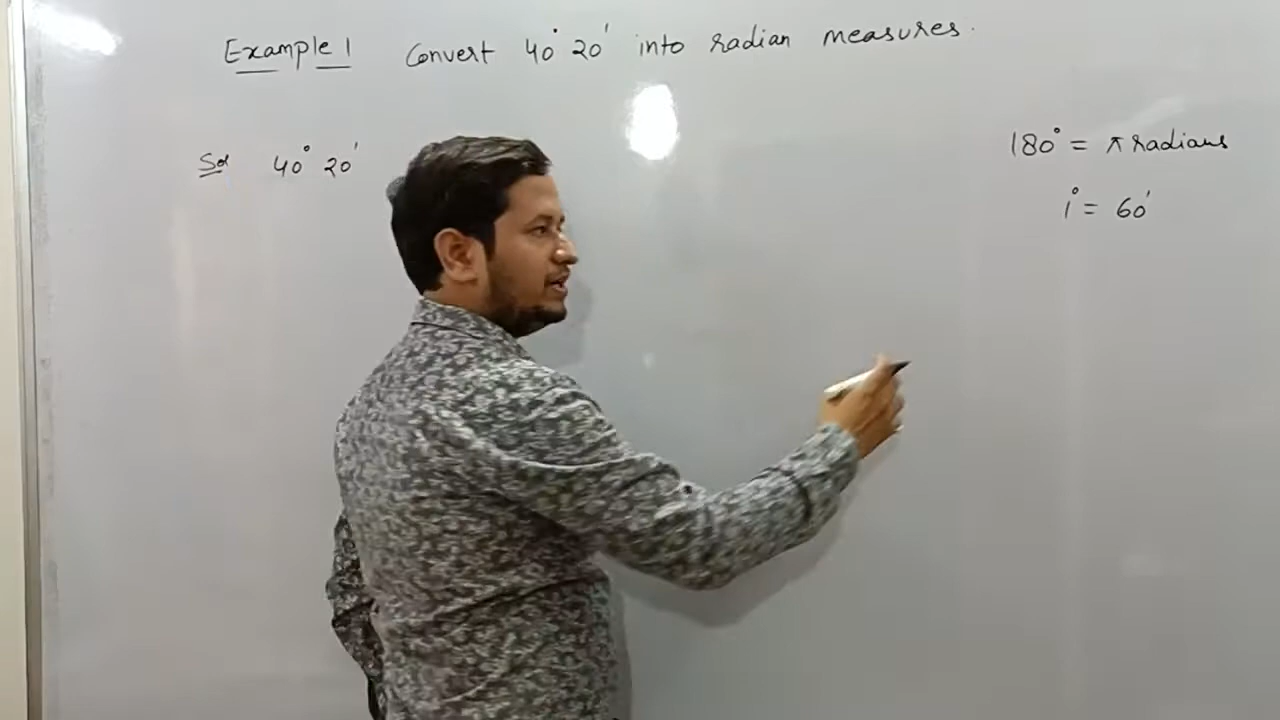 Example 1 Convert 40° 20' into radian measures.
Sol 40° 20'
180° = π radians
1° = 60'